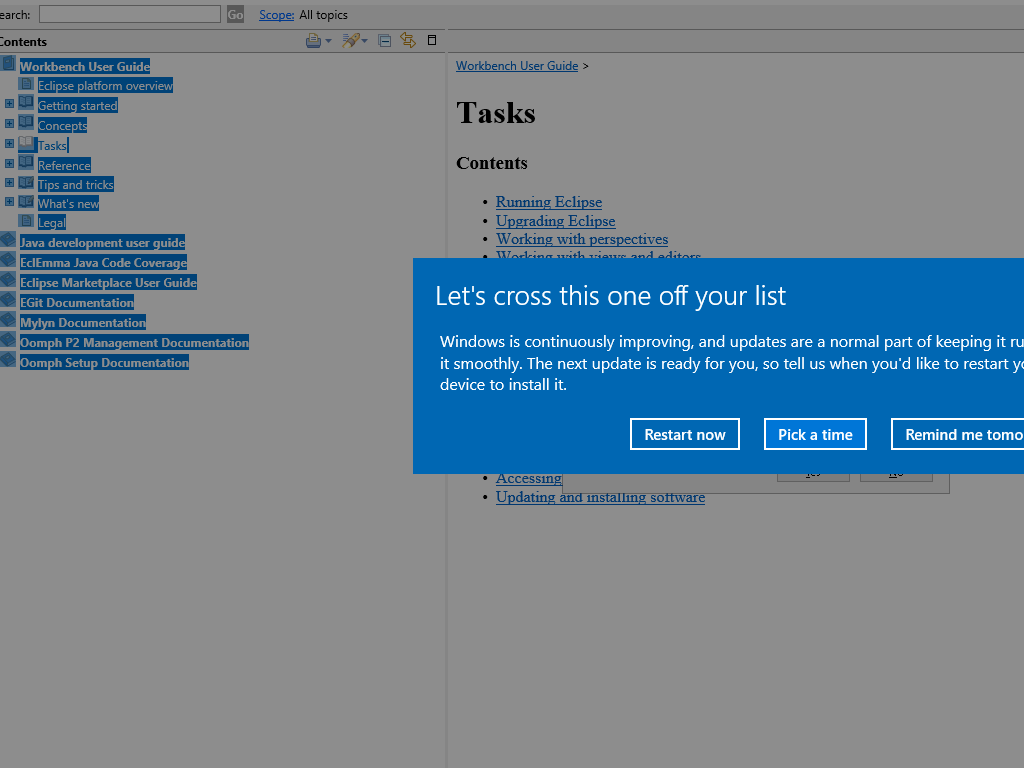 earch: Go Scope: All topics
Contents
Workbench User Guide
Eclipse platform overview
Getting started
Concepts
Tasks
Reference
Tips and tricks
What's new
Legal
Java development user guide
EclEmma Java Code Coverage
Eclipse Marketplace User Guide
EGit Documentation
Mylyn Documentation
Oomph P2 Management Documentation
Oomph Setup Documentation
Workbench User Guide >
Tasks
Contents
Running Eclipse
Upgrading Eclipse
Working with perspectives
Working with views and editors
Let's cross this one off your list
Windows is continuously improving, and updates are a normal part of keeping it ru
it smoothly. The next update is ready for you, so tell us when you'd like to restart yo
device to install it.
Restart now Pick a time Remind me tomo
Accessing
Updating and installing software